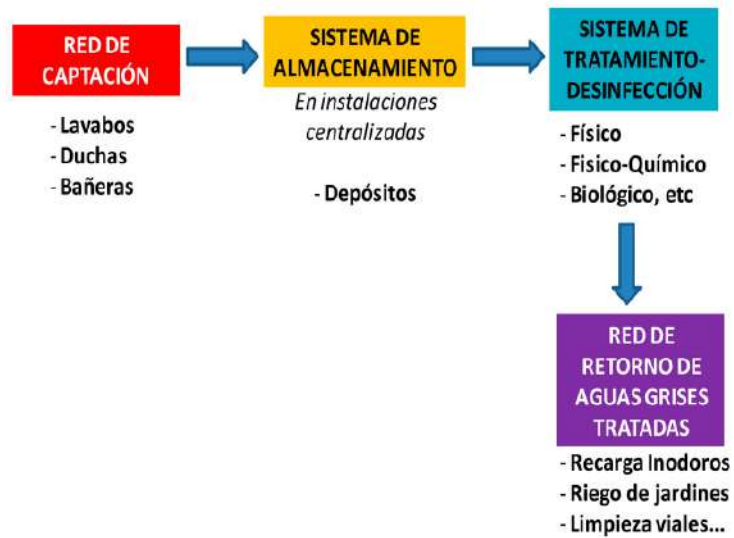 RED DE
CAPTACIÓN
- Lavabos
- Duchas
- Bañeras
SISTEMA DE
ALMACENAMIENTO
En instalaciones
centralizadas
- Depósitos
SISTEMA DE
TRATAMIENTO-
DESINFECCIÓN
- Físico
- Fisico-Químico
- Biológico, etc
RED DE
RETORNO DE
AGUAS GRISES
TRATADAS
- Recarga Inodoros
- Riego de jardines
- Limpieza viales...